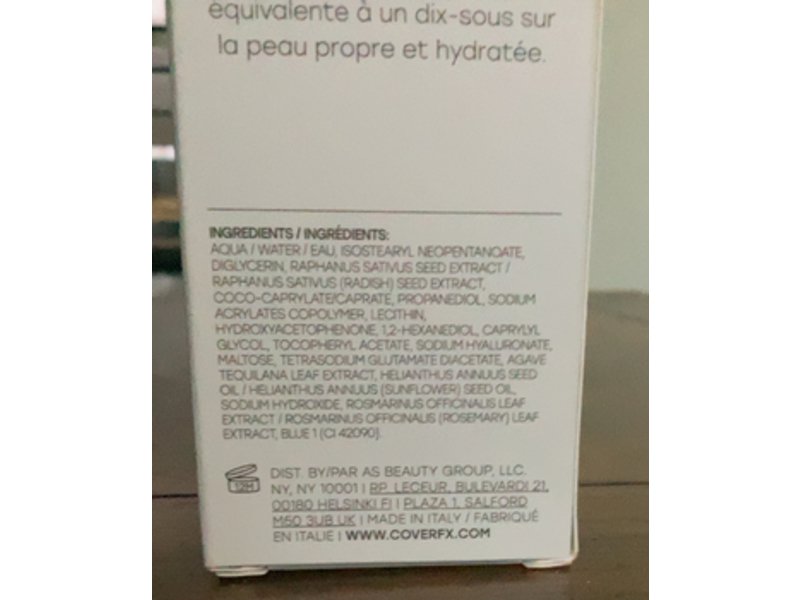 équivalente à un dix-sous sur
la peau propre et hydratée.
INGREDIENTS / INGRÉDIENTS:
AQUA / WATER / EAU, ISOSTEARYL NEOPENTANOATE,
DIGLYCERIN, RAPHANUS SATIVUS SEED EXTRACT /
RAPHANUS SATIVUS (RADISH) SEED EXTRACT,
COCO-CAPRYLATE/CAPRATE, PROPANEDIOL, SODIUM
ACRYLATES COPOLYMER, LECITHIN,
HYDROXYACETOPHENONE, 1,2-HEXANEDIOL, CAPRYLYL
GLYCOL, TOCOPHERYL ACETATE, SODIUM HYALURONATE,
MALTOSE, TETRASODIUM GLUTAMATE DIACETATE, AGAVE
TEQUILANA LEAF EXTRACT, HELIANTHUS ANNUUS SEED
OIL / HELIANTHUS ANNUUS (SUNFLOWER) SEED OIL,
SODIUM HYDROXIDE, ROSMARINUS OFFICINALIS LEAF
EXTRACT / ROSMARINUS OFFICINALIS (ROSEMARY) LEAF
EXTRACT, BLUE 1 (CI 42090).
12M
DIST. BY/PAR AS BEAUTY GROUP, LLC.
NY, NY 10001 | RP. LECEUR, BULEVARDI 21,
00180 HELSINKI FI | PLAZA 1, SALFORD
M50 3UB UK | MADE IN ITALY / FABRIQUÉ
EN ITALIE | WWW.COVERFX.COM